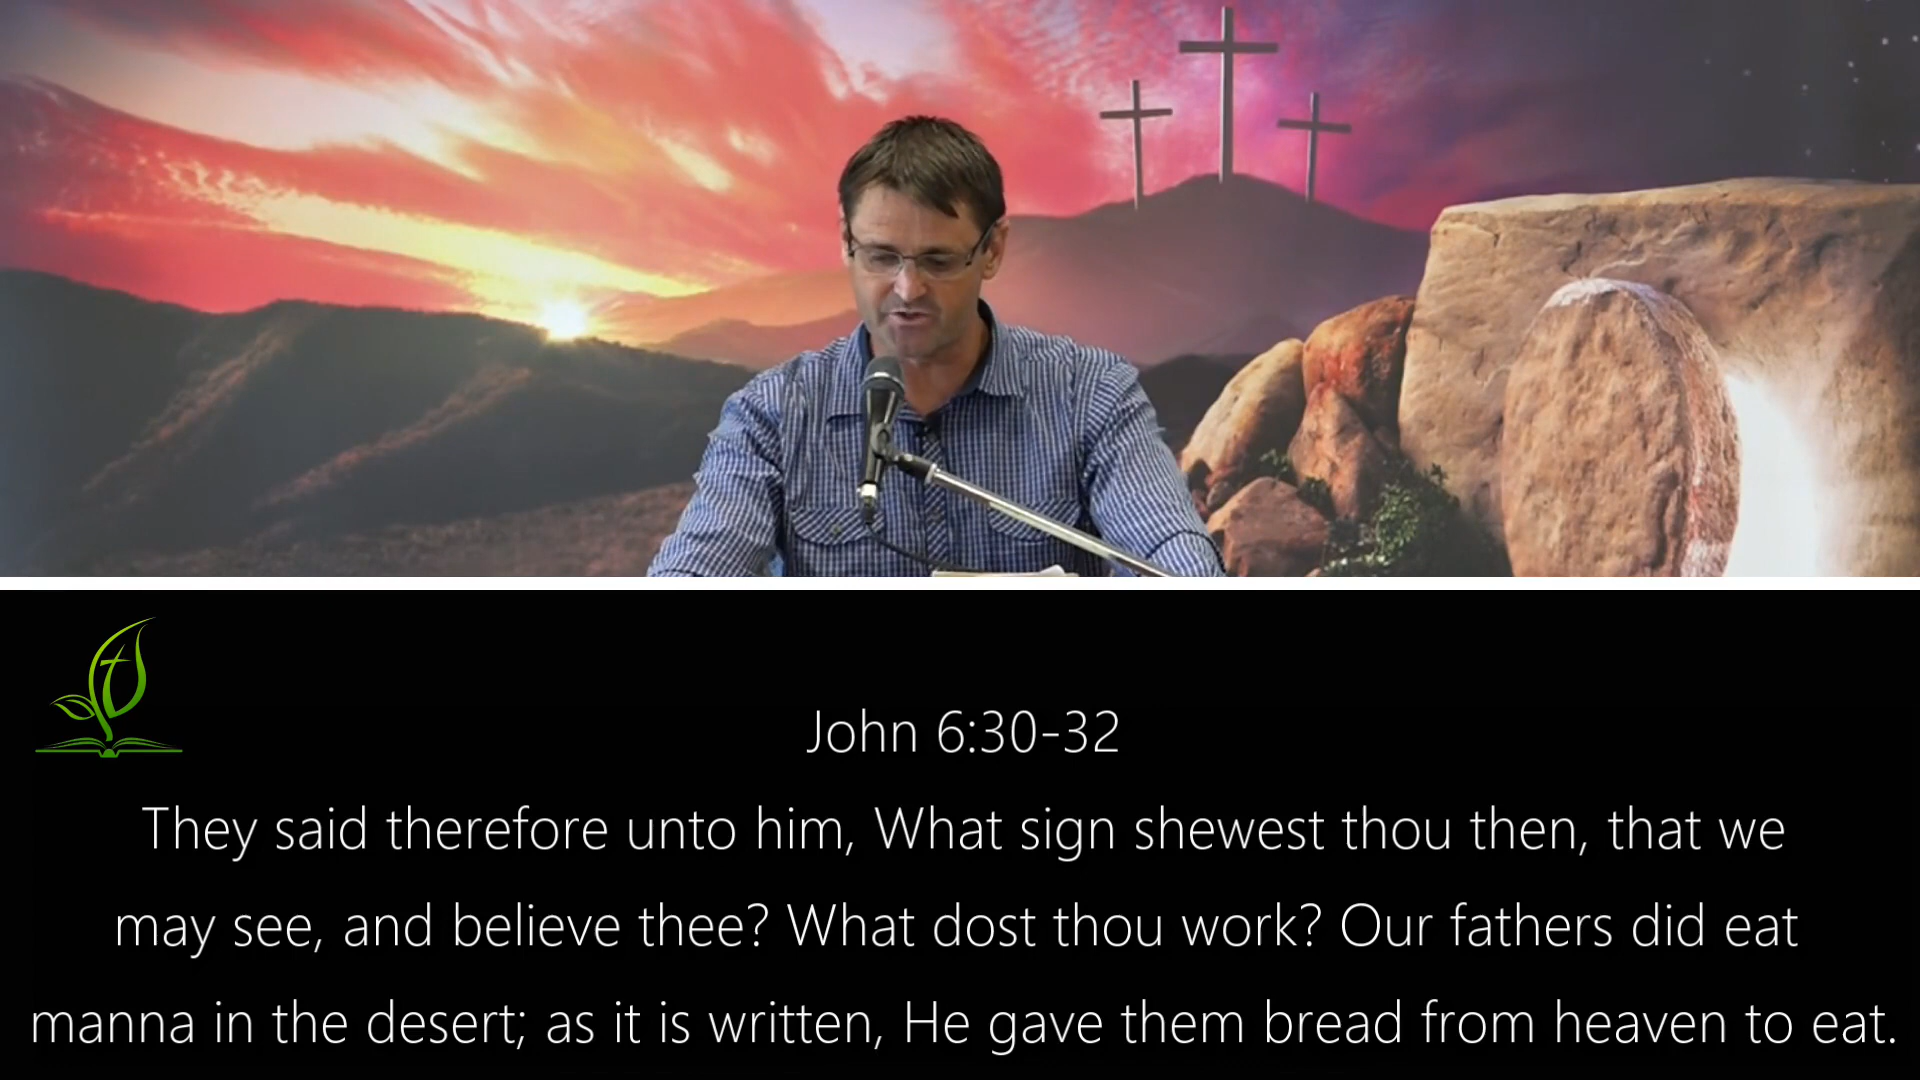 John 6:30-32
They said therefore unto him, What sign shewest thou then, that we
may see, and believe thee? What dost thou work? Our fathers did eat
manna in the desert; as it is written, He gave them bread from heaven to eat.